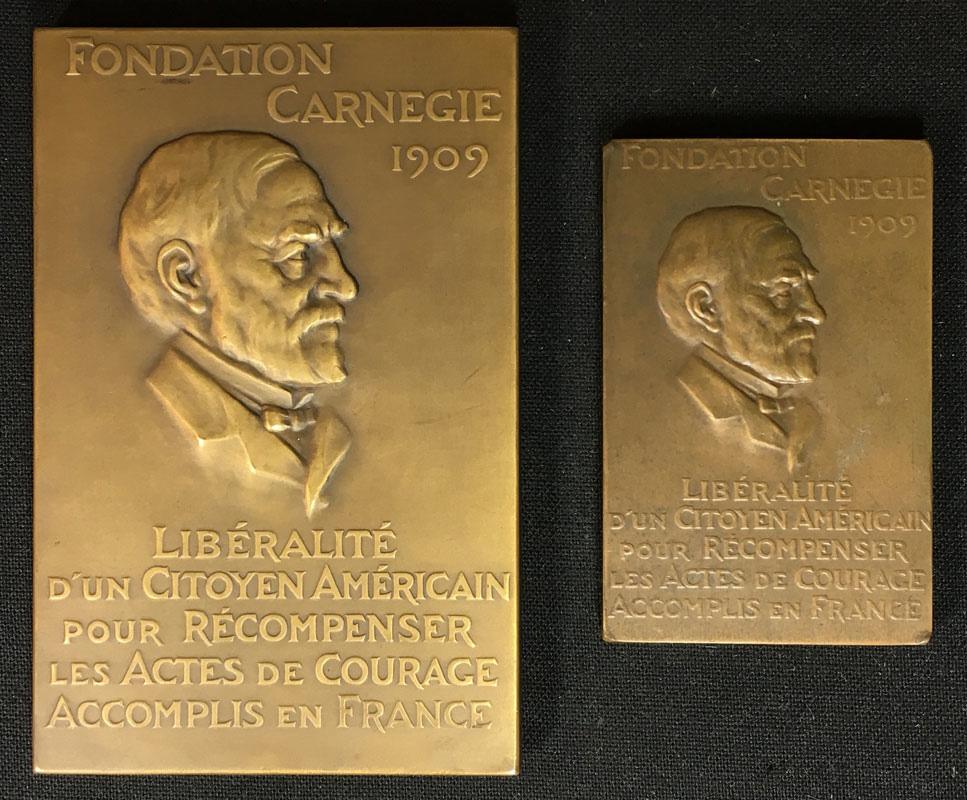 FONDATION
CARNEGIE
1909
LIBÉRALITÉ
D'UN CITOYEN AMÉRICAIN
POUR RÉCOMPENSER
LES ACTES DE COURAGE
ACCOMPLIS EN FRANCE
FONDATION
CARNEGIE
1909
LIBÉRALITÉ
D'UN CITOYEN AMÉRICAIN
POUR RÉCOMPENSER
LES ACTES DE COURAGE
ACCOMPLIS EN FRANCE